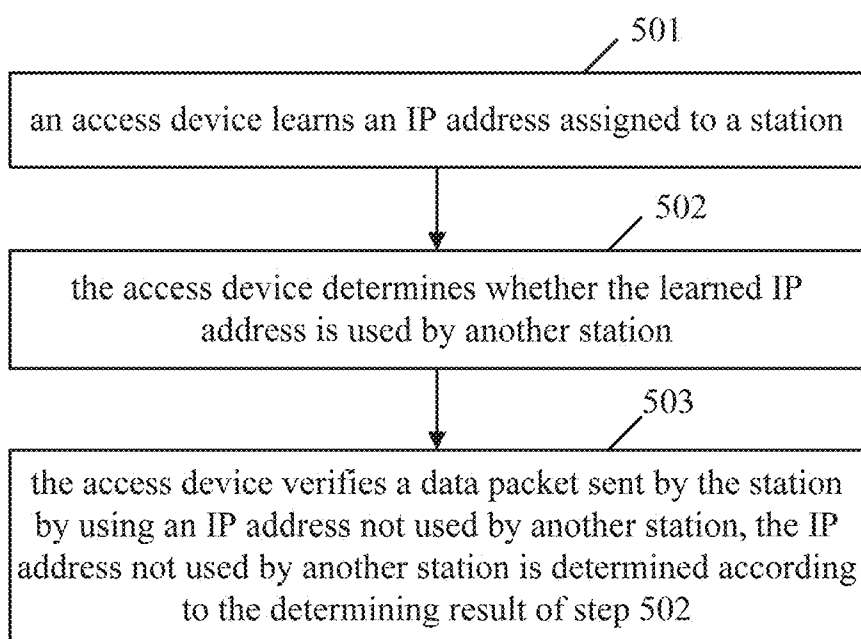 501
an access device learns an IP address assigned to a station
502
the access device determines whether the learned IP
address is used by another station
503
the access device verifies a data packet sent by the station
by using an IP address not used by another station, the IP
address not used by another station is determined according
to the determining result of step 502